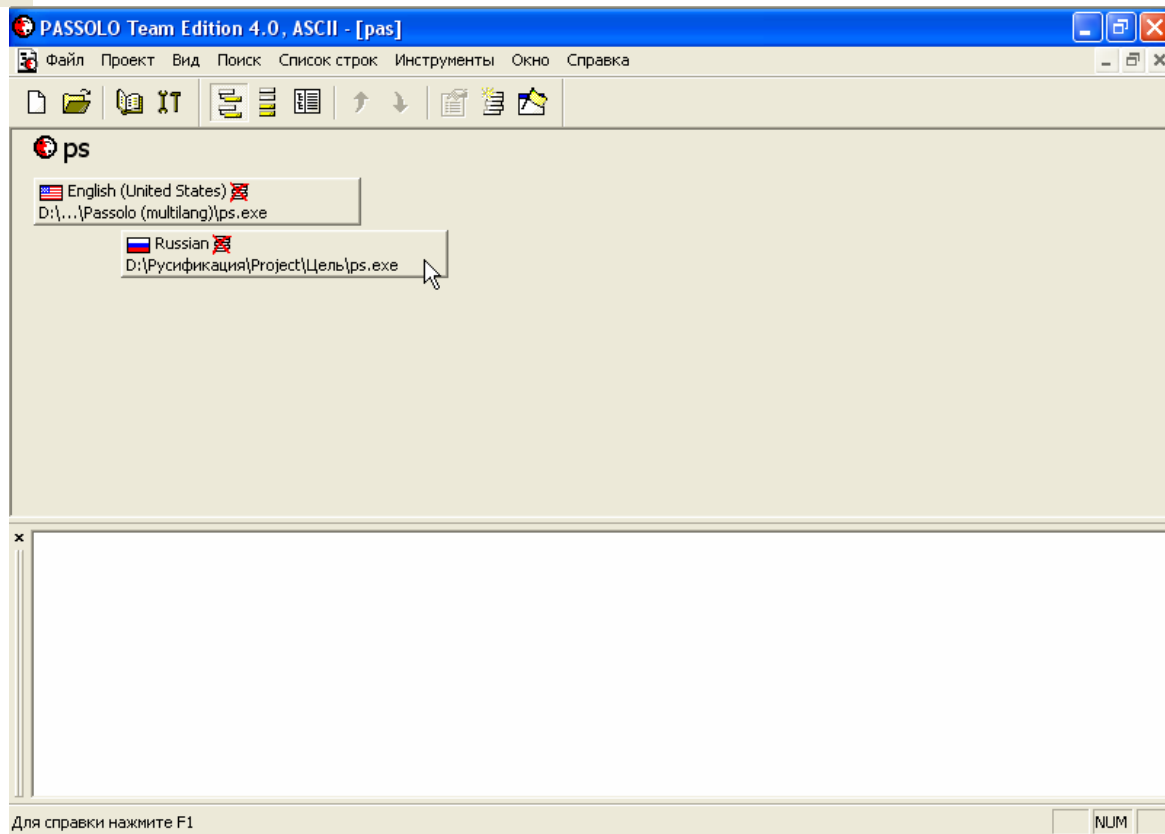 PASSOLO Team Edition 4.0, ASCII - [pas]
Файл Проект Вид Поиск Список строк Инструменты Окно Справка
ps
English (United States)
D:\...\Passolo (multilang)\ps.exe
Russian
D:\Русификация\Project\Цель\ps.exe
Для справки нажмите F1
NUM